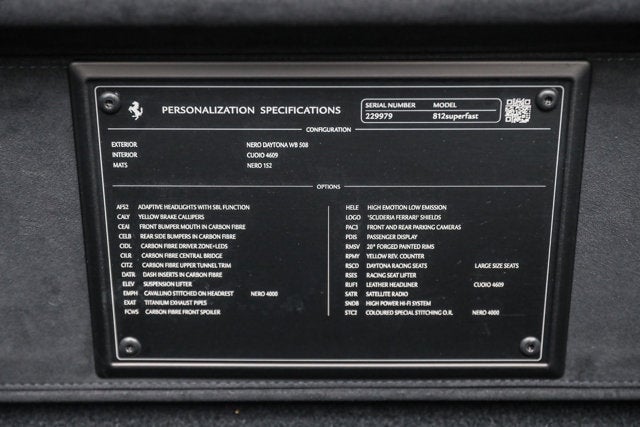 PERSONALIZATION SPECIFICATIONS
SERIAL NUMBER MODEL
229979 812superfast
CONFIGURATION
EXTERIOR NERO DAYTONA WB 508
INTERIOR CUOIO 4609
MATS NERO 152
OPTIONS
AFS2 ADAPTIVE HEADLIGHTS WITH SBL FUNCTION
CALY YELLOW BRAKE CALLIPERS
CEAI FRONT BUMPER MOUTH IN CARBON FIBRE
CELB REAR SIDE BUMPERS IN CARBON FIBRE
CIDL CARBON FIBRE DRIVER ZONE+LEDS
CILR CARBON FIBRE CENTRAL BRIDGE
CITZ CARBON FIBRE UPPER TUNNEL TRIM
DATR DASH INSERTS IN CARBON FIBRE
ELEV SUSPENSION LIFTER
EMPH CAVALLINO STITCHED ON HEADREST NERO 4000
EXAT TITANIUM EXHAUST PIPES
FCWS CARBON FIBRE FRONT SPOILER
HELE HIGH EMOTION LOW EMISSION
LOGO "SCUDERIA FERRARI" SHIELDS
PAC3 FRONT AND REAR PARKING CAMERAS
PDIS PASSENGER DISPLAY
RMSV 20" FORGED PAINTED RIMS
RPMY YELLOW REV. COUNTER
RSCD DAYTONA RACING SEATS LARGE SIZE SEATS
RSES RACING SEAT LIFTER
RUF1 LEATHER HEADLINER CUOIO 4609
SATR SATELLITE RADIO
SNDB HIGH POWER HI-FI SYSTEM
STC2 COLOURED SPECIAL STITCHING O.R. NERO 4000